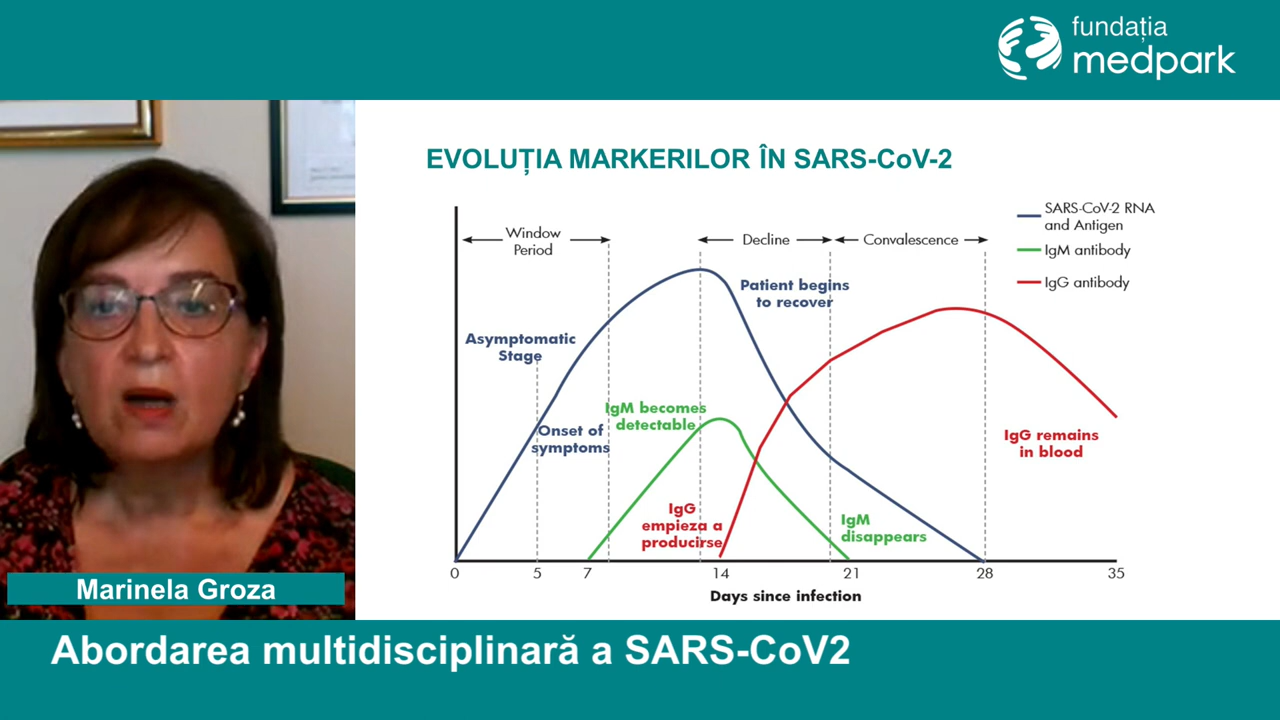 fundația
medpark
EVOLUȚIA MARKERILOR ÎN SARS-CoV-2
SARS-CoV-2 RNA
and Antigen
IgM antibody
IgG antibody
Window
Period
Decline
Convalescence
Patient begins
to recover
Asymptomatic
Stage
IgM becomes
detectable
Onset of
symptoms
IgG remains
in blood
IgG
empieza a
producirse
IgM
disappears
0 5 7 14 21 28 35
Days since infection
Marinela Groza
Abordarea multidisciplinară a SARS-CoV2